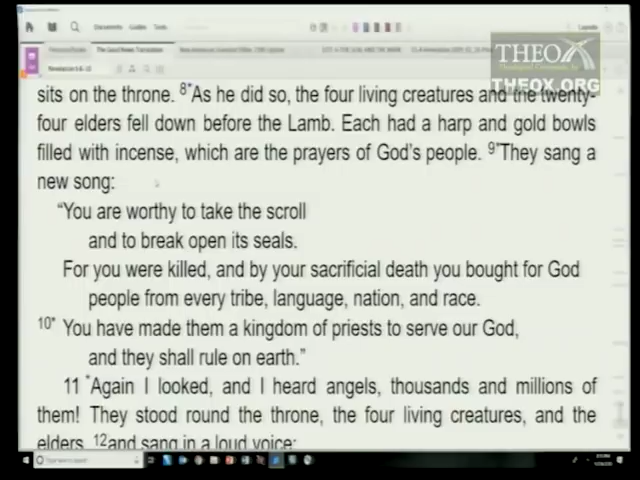 The Good News Translation
THEOX
THEOX.ORG
sits on the throne. 8*As he did so, the four living creatures and the twenty-
four elders fell down before the Lamb. Each had a harp and gold bowls
filled with incense, which are the prayers of God's people. 9*They sang a
new song:
“You are worthy to take the scroll
and to break open its seals.
For you were killed, and by your sacrificial death you bought for God
people from every tribe, language, nation, and race.
10* You have made them a kingdom of priests to serve our God,
and they shall rule on earth.”
11 *Again I looked, and I heard angels, thousands and millions of
them! They stood round the throne, the four living creatures, and the
elders, 12and sang in a loud voice: